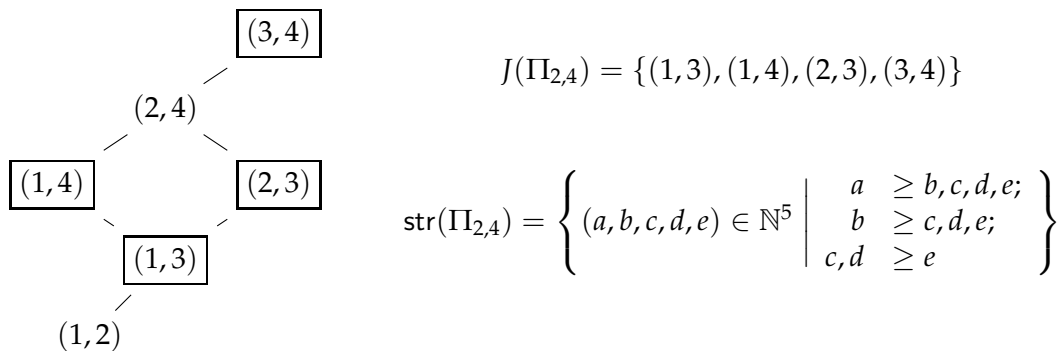 (3, 4)
(2, 4)
(1, 4) (2, 3)
(1, 3)
(1, 2)
J(Π₂,₄) = {(1, 3), (1, 4), (2, 3), (3, 4)}
str(Π₂,₄) = { (a, b, c, d, e) ∈ ℕ⁵ | a ≥ b, c, d, e;
b ≥ c, d, e;
c, d ≥ e }